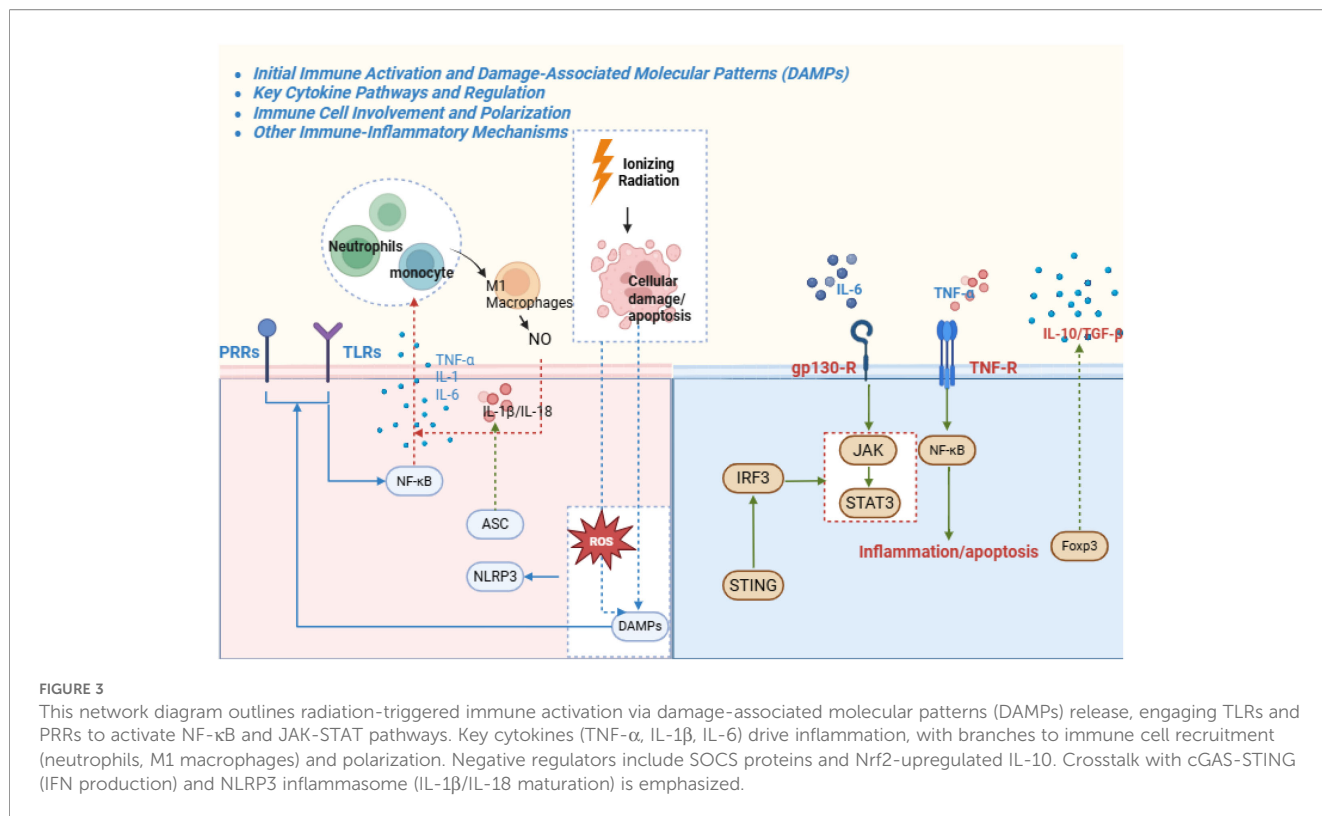 • Initial Immune Activation and Damage-Associated Molecular Patterns (DAMPs)
• Key Cytokine Pathways and Regulation
• Immune Cell Involvement and Polarization
• Other Immune-Inflammatory Mechanisms
Ionizing
Radiation
Neutrophils
monocyte
M1
Macrophages
NO
Cellular
damage/
apoptosis
IL-6
TNF-α
IL-10/TGF-β
PRRs
TLRs
TNF-α
IL-1
IL-6
IL-1β/IL-18
gp130-R
TNF-R
NF-κB
ASC
NLRP3
ROS
DAMPs
JAK
STAT3
NF-κB
IRF3
STING
Inflammation/apoptosis
Foxp3
FIGURE 3
This network diagram outlines radiation-triggered immune activation via damage-associated molecular patterns (DAMPs) release, engaging TLRs and
PRRs to activate NF-κB and JAK-STAT pathways. Key cytokines (TNF-α, IL-1β, IL-6) drive inflammation, with branches to immune cell recruitment
(neutrophils, M1 macrophages) and polarization. Negative regulators include SOCS proteins and Nrf2-upregulated IL-10. Crosstalk with cGAS-STING
(IFN production) and NLRP3 inflammasome (IL-1β/IL-18 maturation) is emphasized.